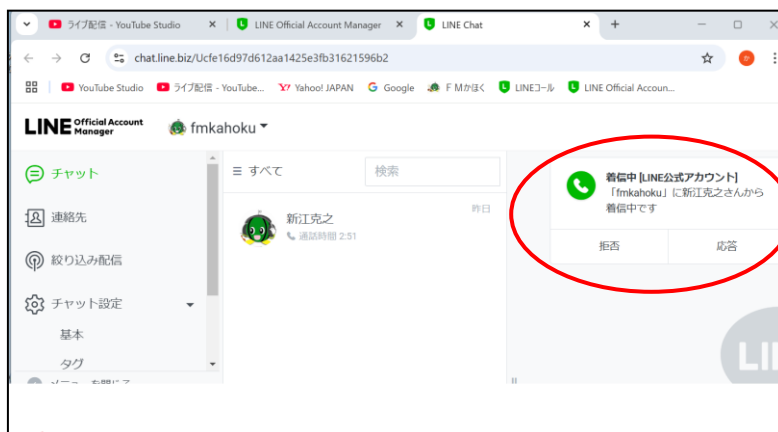 ライブ配信 - YouTube Studio
LINE Official Account Manager
LINE Chat
chat.line.biz/Ucfe16d97d612aa1425e3fb31621596b2
YouTube Studio
ライブ配信 - YouTube...
Yahoo! JAPAN
Google
F Mかほく
LINEコール
LINE Official Accoun...
LINE Official Account Manager
fmkahoku
チャット
すべて
検索
着信中 [LINE公式アカウント]
「fmkahoku」に新江克之さんから
着信中です
拒否
応答
連絡先
新江克之
昨日
通話時間 2:51
絞り込み配信
チャット設定
基本
タグ
LI